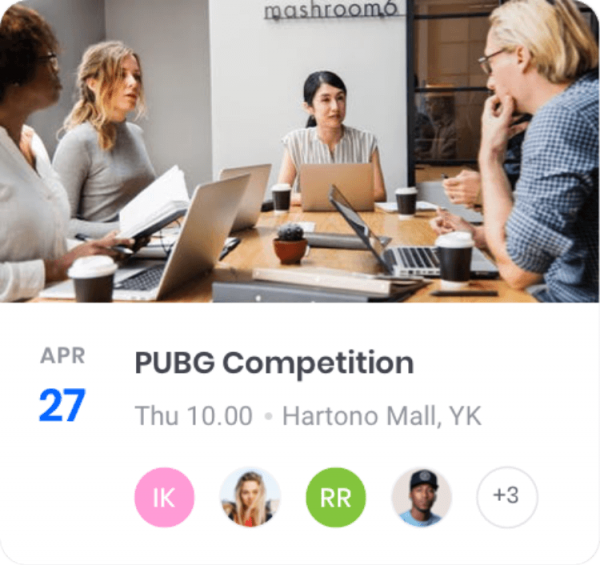 mashroom6
APR
27
PUBG Competition
Thu 10.00 • Hartono Mall, YK
IK
RR
+3